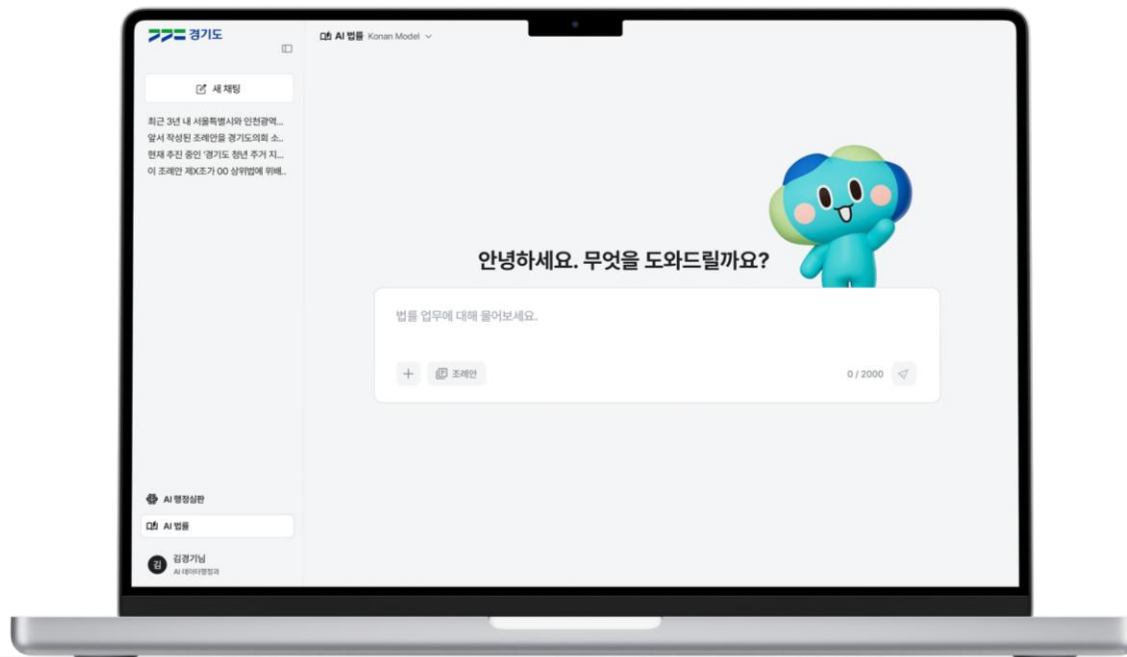 경기도
새 채팅
최근 3년 내 서울특별시와 인천광역...
앞서 작성된 조례안을 경기도의회 소...
현재 추진 중인 '경기도 청년 주거 지...
이 조례안 제X조가 00 상위법에 위배..
AI 행정심판
AI 법률
김
김경기님
AI 데이터행정과
AI 법률 Konan Model
안녕하세요. 무엇을 도와드릴까요?
법률 업무에 대해 물어보세요.
조례안
0 / 2000